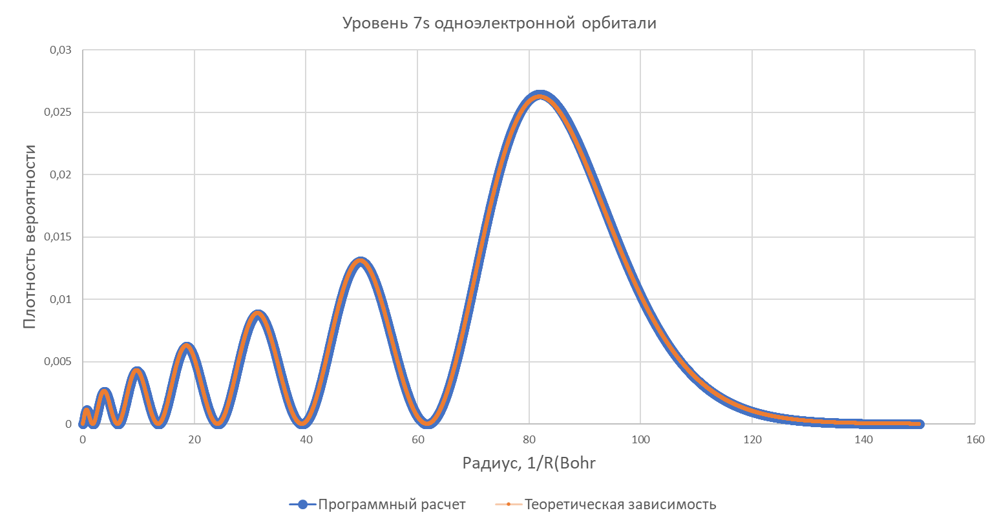 Уровень 7s одноэлектронной орбитали
0,03
0,025
0,02
0,015
0,01
0,005
0
Плотность вероятности
0 20 40 60 80 100 120 140 160
Радиус, 1/R(Bohr
Программный расчет Теоретическая зависимость